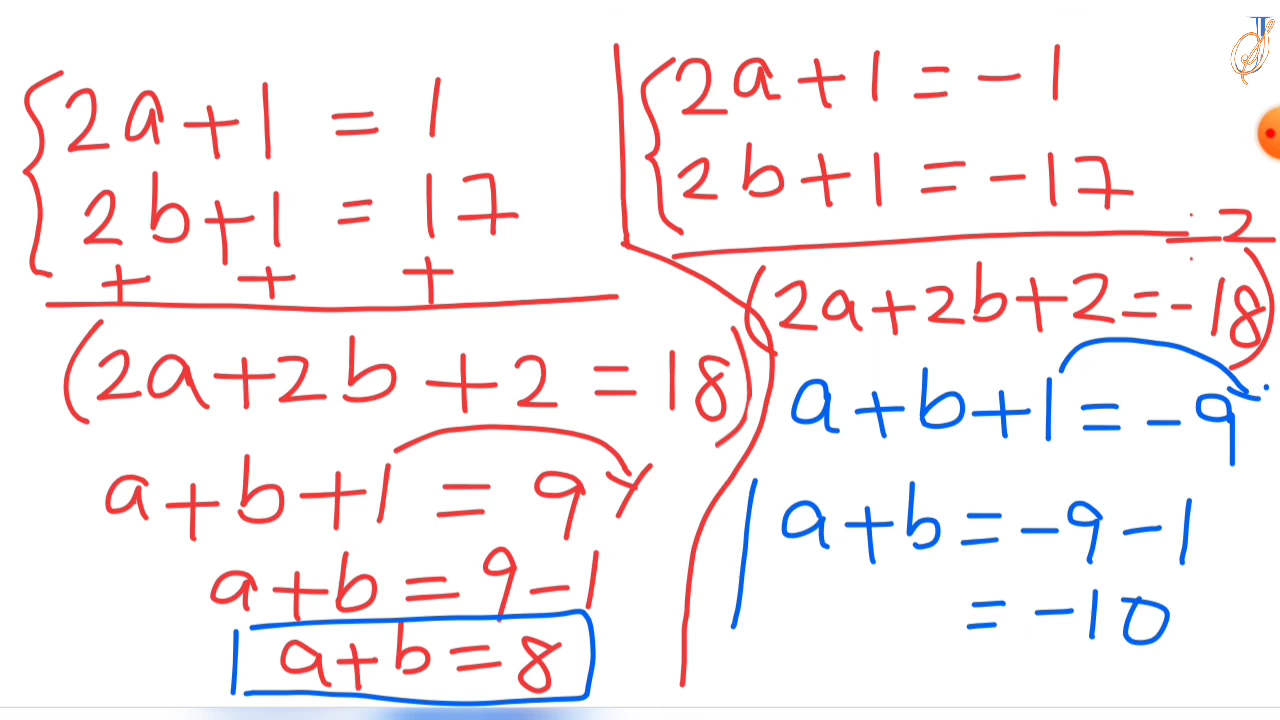 2a+1 = 1
2b+1 = 17
+ + +
(2a+2b+2 = 18)
a+b+1 = 9
a+b = 9-1
a+b = 8
2a+1 = -1
2b+1 = -17
÷2
(2a+2b+2 = -18)
a+b+1 = -9
a+b = -9-1
= -10